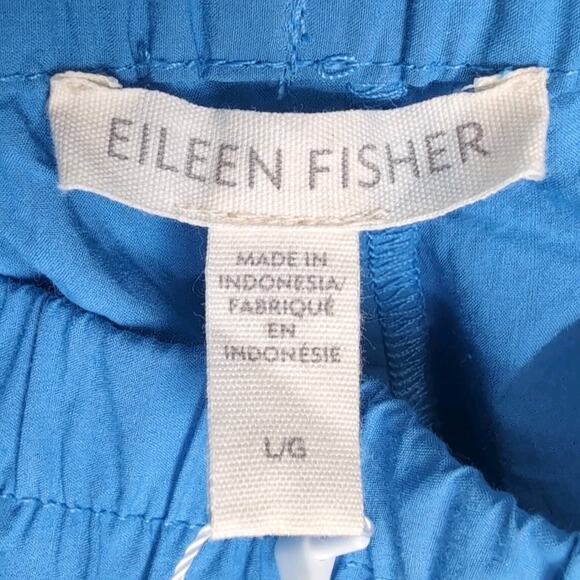 EILEEN FISHER
MADE IN
INDONESIA/
FABRIQUÉ
EN
INDONÉSIE
L/G